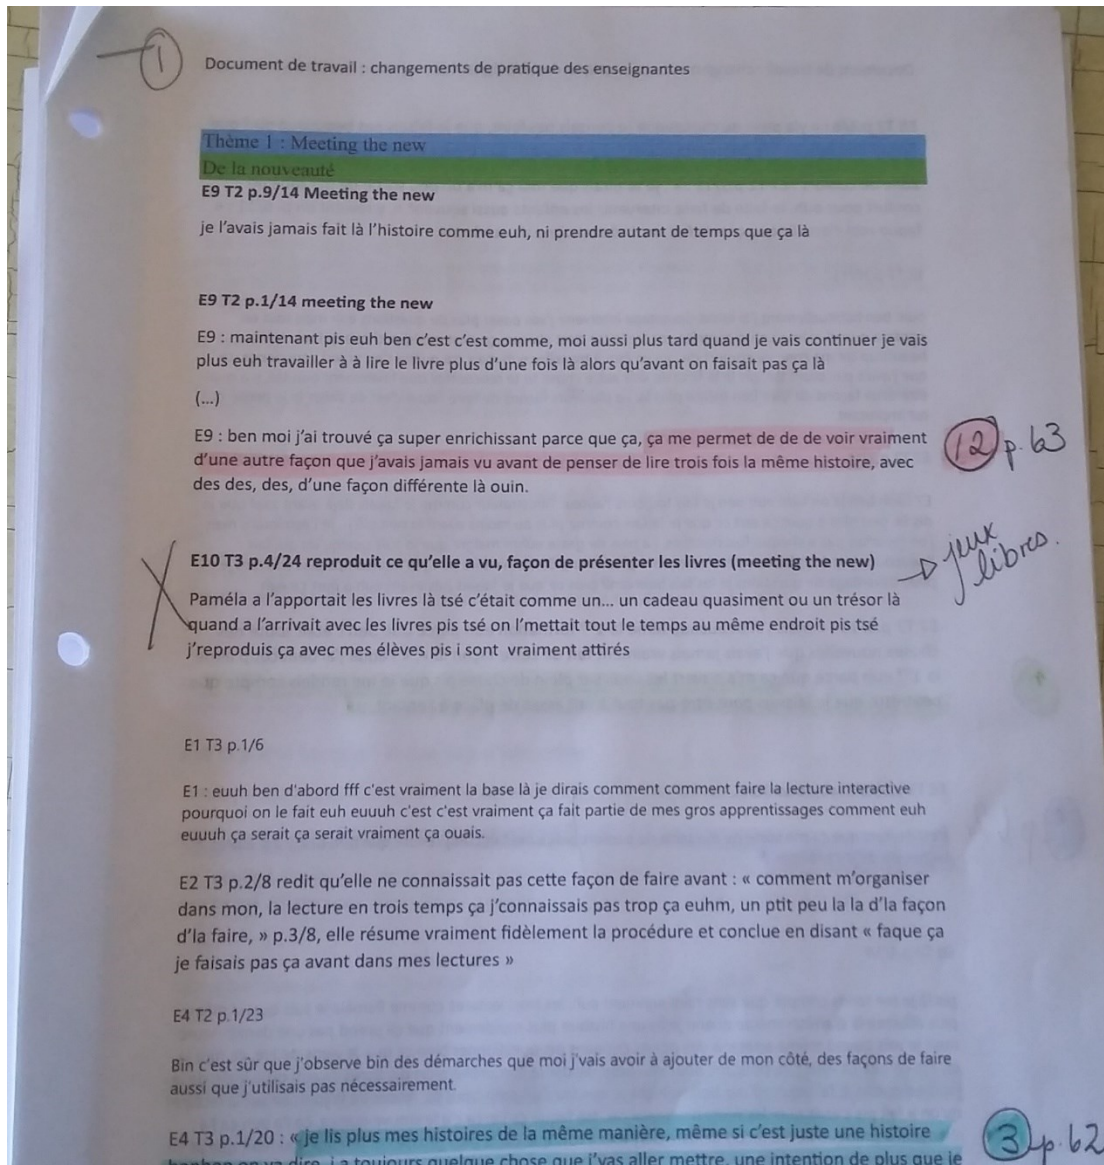 1
Document de travail : changements de pratique des enseignantes
Thème 1 : Meeting the new
De la nouveauté
E9 T2 p.9/14 Meeting the new
je l'avais jamais fait là l'histoire comme euh, ni prendre autant de temps que ça là
E9 T2 p.1/14 meeting the new
E9 : maintenant pis euh ben c'est c'est comme, moi aussi plus tard quand je vais continuer je vais
plus euh travailler à à lire le livre plus d'une fois là alors qu'avant on faisait pas ça là
(...)
E9 : ben moi j'ai trouvé ça super enrichissant parce que ça, ça me permet de de de voir vraiment
d'une autre façon que j'avais jamais vu avant de penser de lire trois fois la même histoire, avec
des des, des, d'une façon différente là ouin.
12 p. 63
E10 T3 p.4/24 reproduit ce qu'elle a vu, façon de présenter les livres (meeting the new)
jeux
libres.
Paméla a l'apportait les livres là tsé c'était comme un... un cadeau quasiment ou un trésor là
quand a l'arrivait avec les livres pis tsé on l'mettait tout le temps au même endroit pis tsé
j'reproduis ça avec mes élèves pis i sont vraiment attirés
E1 T3 p.1/6
E1 : euuh ben d'abord fff c'est vraiment la base là je dirais comment comment faire la lecture interactive
pourquoi on le fait euh euuuh c'est c'est vraiment ça fait partie de mes gros apprentissages comment euh
euuuh ça serait ça serait vraiment ça ouais.
E2 T3 p.2/8 redit qu'elle ne connaissait pas cette façon de faire avant : « comment m'organiser
dans mon, la lecture en trois temps ça j'connaissais pas trop ça euhm, un ptit peu la la d'la façon
d'la faire, » p.3/8, elle résume vraiment fidèlement la procédure et conclue en disant « faque ça
je faisais pas ça avant dans mes lectures »
E4 T2 p.1/23
Bin c'est sûr que j'observe bin des démarches que moi j'vais avoir à ajouter de mon côté, des façons de faire
aussi que j'utilisais pas nécessairement.
E4 T3 p.1/20 : « je lis plus mes histoires de la même manière, même si c'est juste une histoire
3 p. 62
bonbon on va dire, i a toujours quelque chose que j'vas aller mettre, une intention de plus que je